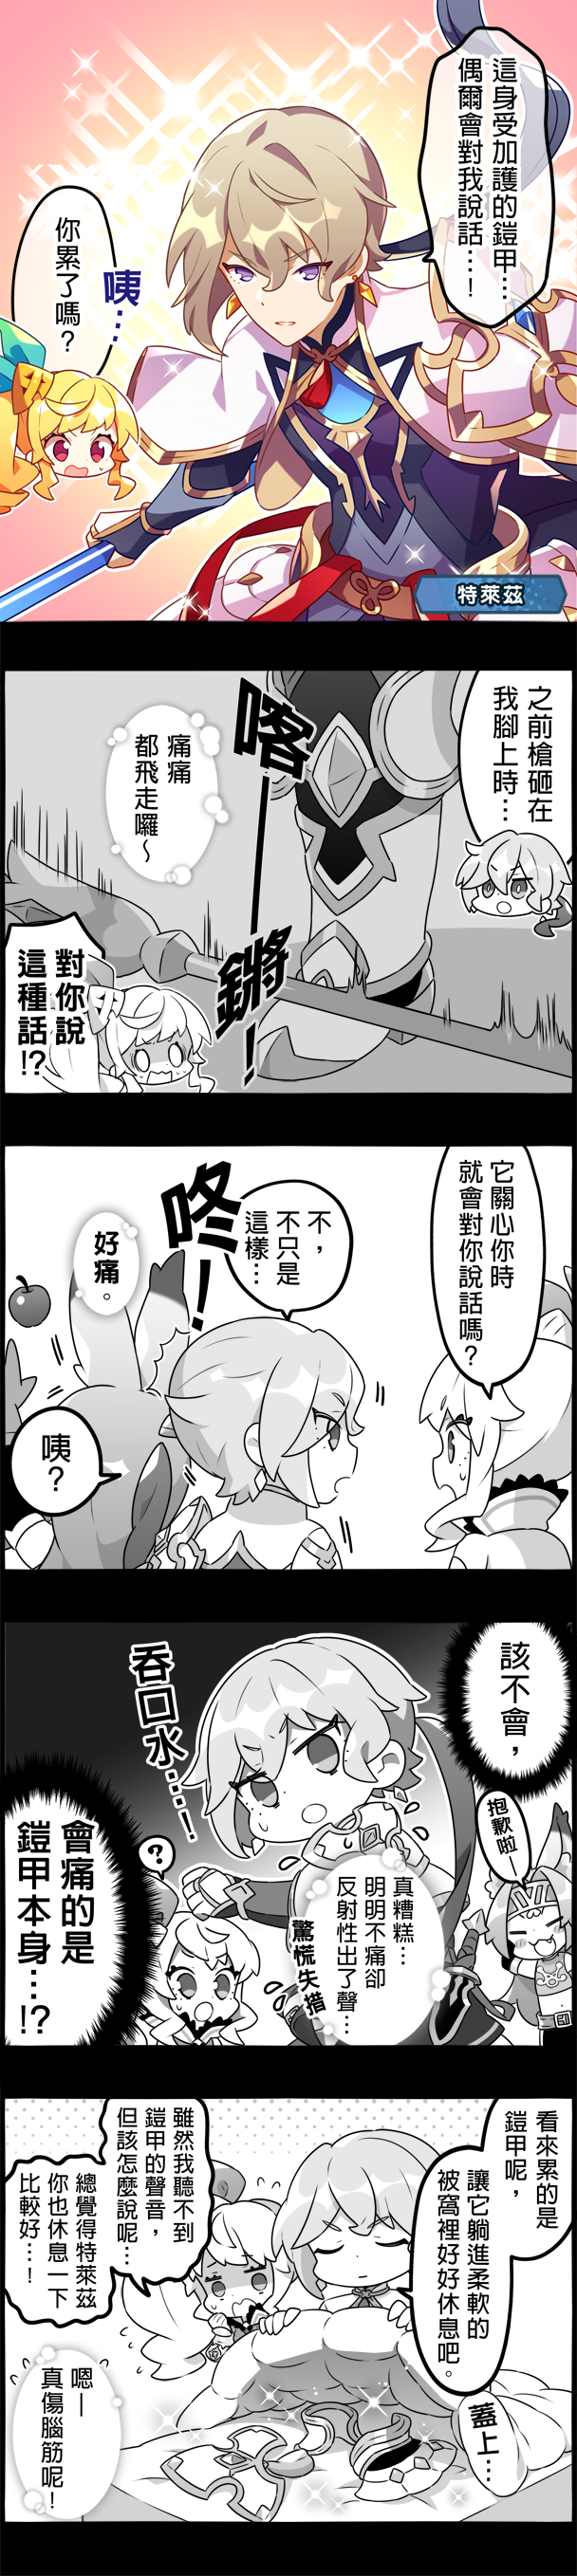 這身受加護的鎧甲…
偶爾會對我說話…!
咦…
你累了嗎?
特萊茲
之前槍砸在
我腳上時…
喀
鏘!
痛痛
都飛走囉~
對你說
這種話!?
它關心你時
就會對你說話嗎?
不,
不只是
這樣…
咚!
好痛。
咦?
該不會,
抱歉啦—
吞口水…!
真糟糕…
明明不痛卻
反射性出了聲…
驚慌失措
?
會痛的是
鎧甲本身…!?
看來累的是
鎧甲呢,
讓它躺進柔軟的
被窩裡好好休息吧。
蓋上…
雖然我聽不到
鎧甲的聲音,
但該怎麼說呢…
總覺得特萊茲
你也休息一下
比較好…!
嗯—
真傷腦筋呢!